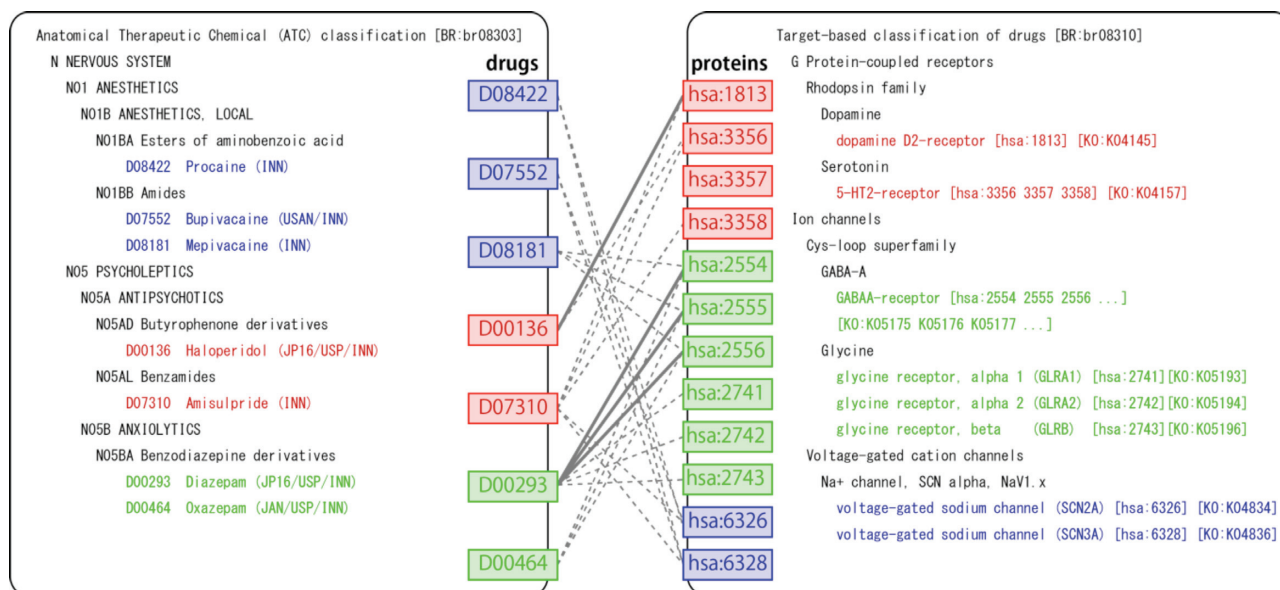 Anatomical Therapeutic Chemical (ATC) classification [BR:br08303]
N NERVOUS SYSTEM
N01 ANESTHETICS
N01B ANESTHETICS, LOCAL
N01BA Esters of aminobenzoic acid
D08422 Procaine (INN)
N01BB Amides
D07552 Bupivacaine (USAN/INN)
D08181 Mepivacaine (INN)
N05 PSYCHOLEPTICS
N05A ANTIPSYCHOTICS
N05AD Butyrophenone derivatives
D00136 Haloperidol (JP16/USP/INN)
N05AL Benzamides
D07310 Amisulpride (INN)
N05B ANXIOLYTICS
N05BA Benzodiazepine derivatives
D00293 Diazepam (JP16/USP/INN)
D00464 Oxazepam (JAN/USP/INN)
drugs
D08422
D07552
D08181
D00136
D07310
D00293
D00464
proteins
hsa:1813
hsa:3356
hsa:3357
hsa:3358
hsa:2554
hsa:2555
hsa:2556
hsa:2741
hsa:2742
hsa:2743
hsa:6326
hsa:6328
Target-based classification of drugs [BR:br08310]
G Protein-coupled receptors
Rhodopsin family
Dopamine
dopamine D2-receptor [hsa:1813] [KO:K04145]
Serotonin
5-HT2-receptor [hsa:3356 3357 3358] [KO:K04157]
Ion channels
Cys-loop superfamily
GABA-A
GABAA-receptor [hsa:2554 2555 2556 ...]
[KO:K05175 K05176 K05177 ...]
Glycine
glycine receptor, alpha 1 (GLRA1) [hsa:2741][KO:K05193]
glycine receptor, alpha 2 (GLRA2) [hsa:2742][KO:K05194]
glycine receptor, beta (GLRB) [hsa:2743][KO:K05196]
Voltage-gated cation channels
Na+ channel, SCN alpha, NaV1.x
voltage-gated sodium channel (SCN2A) [hsa:6326] [KO:K04834]
voltage-gated sodium channel (SCN3A) [hsa:6328] [KO:K04836]